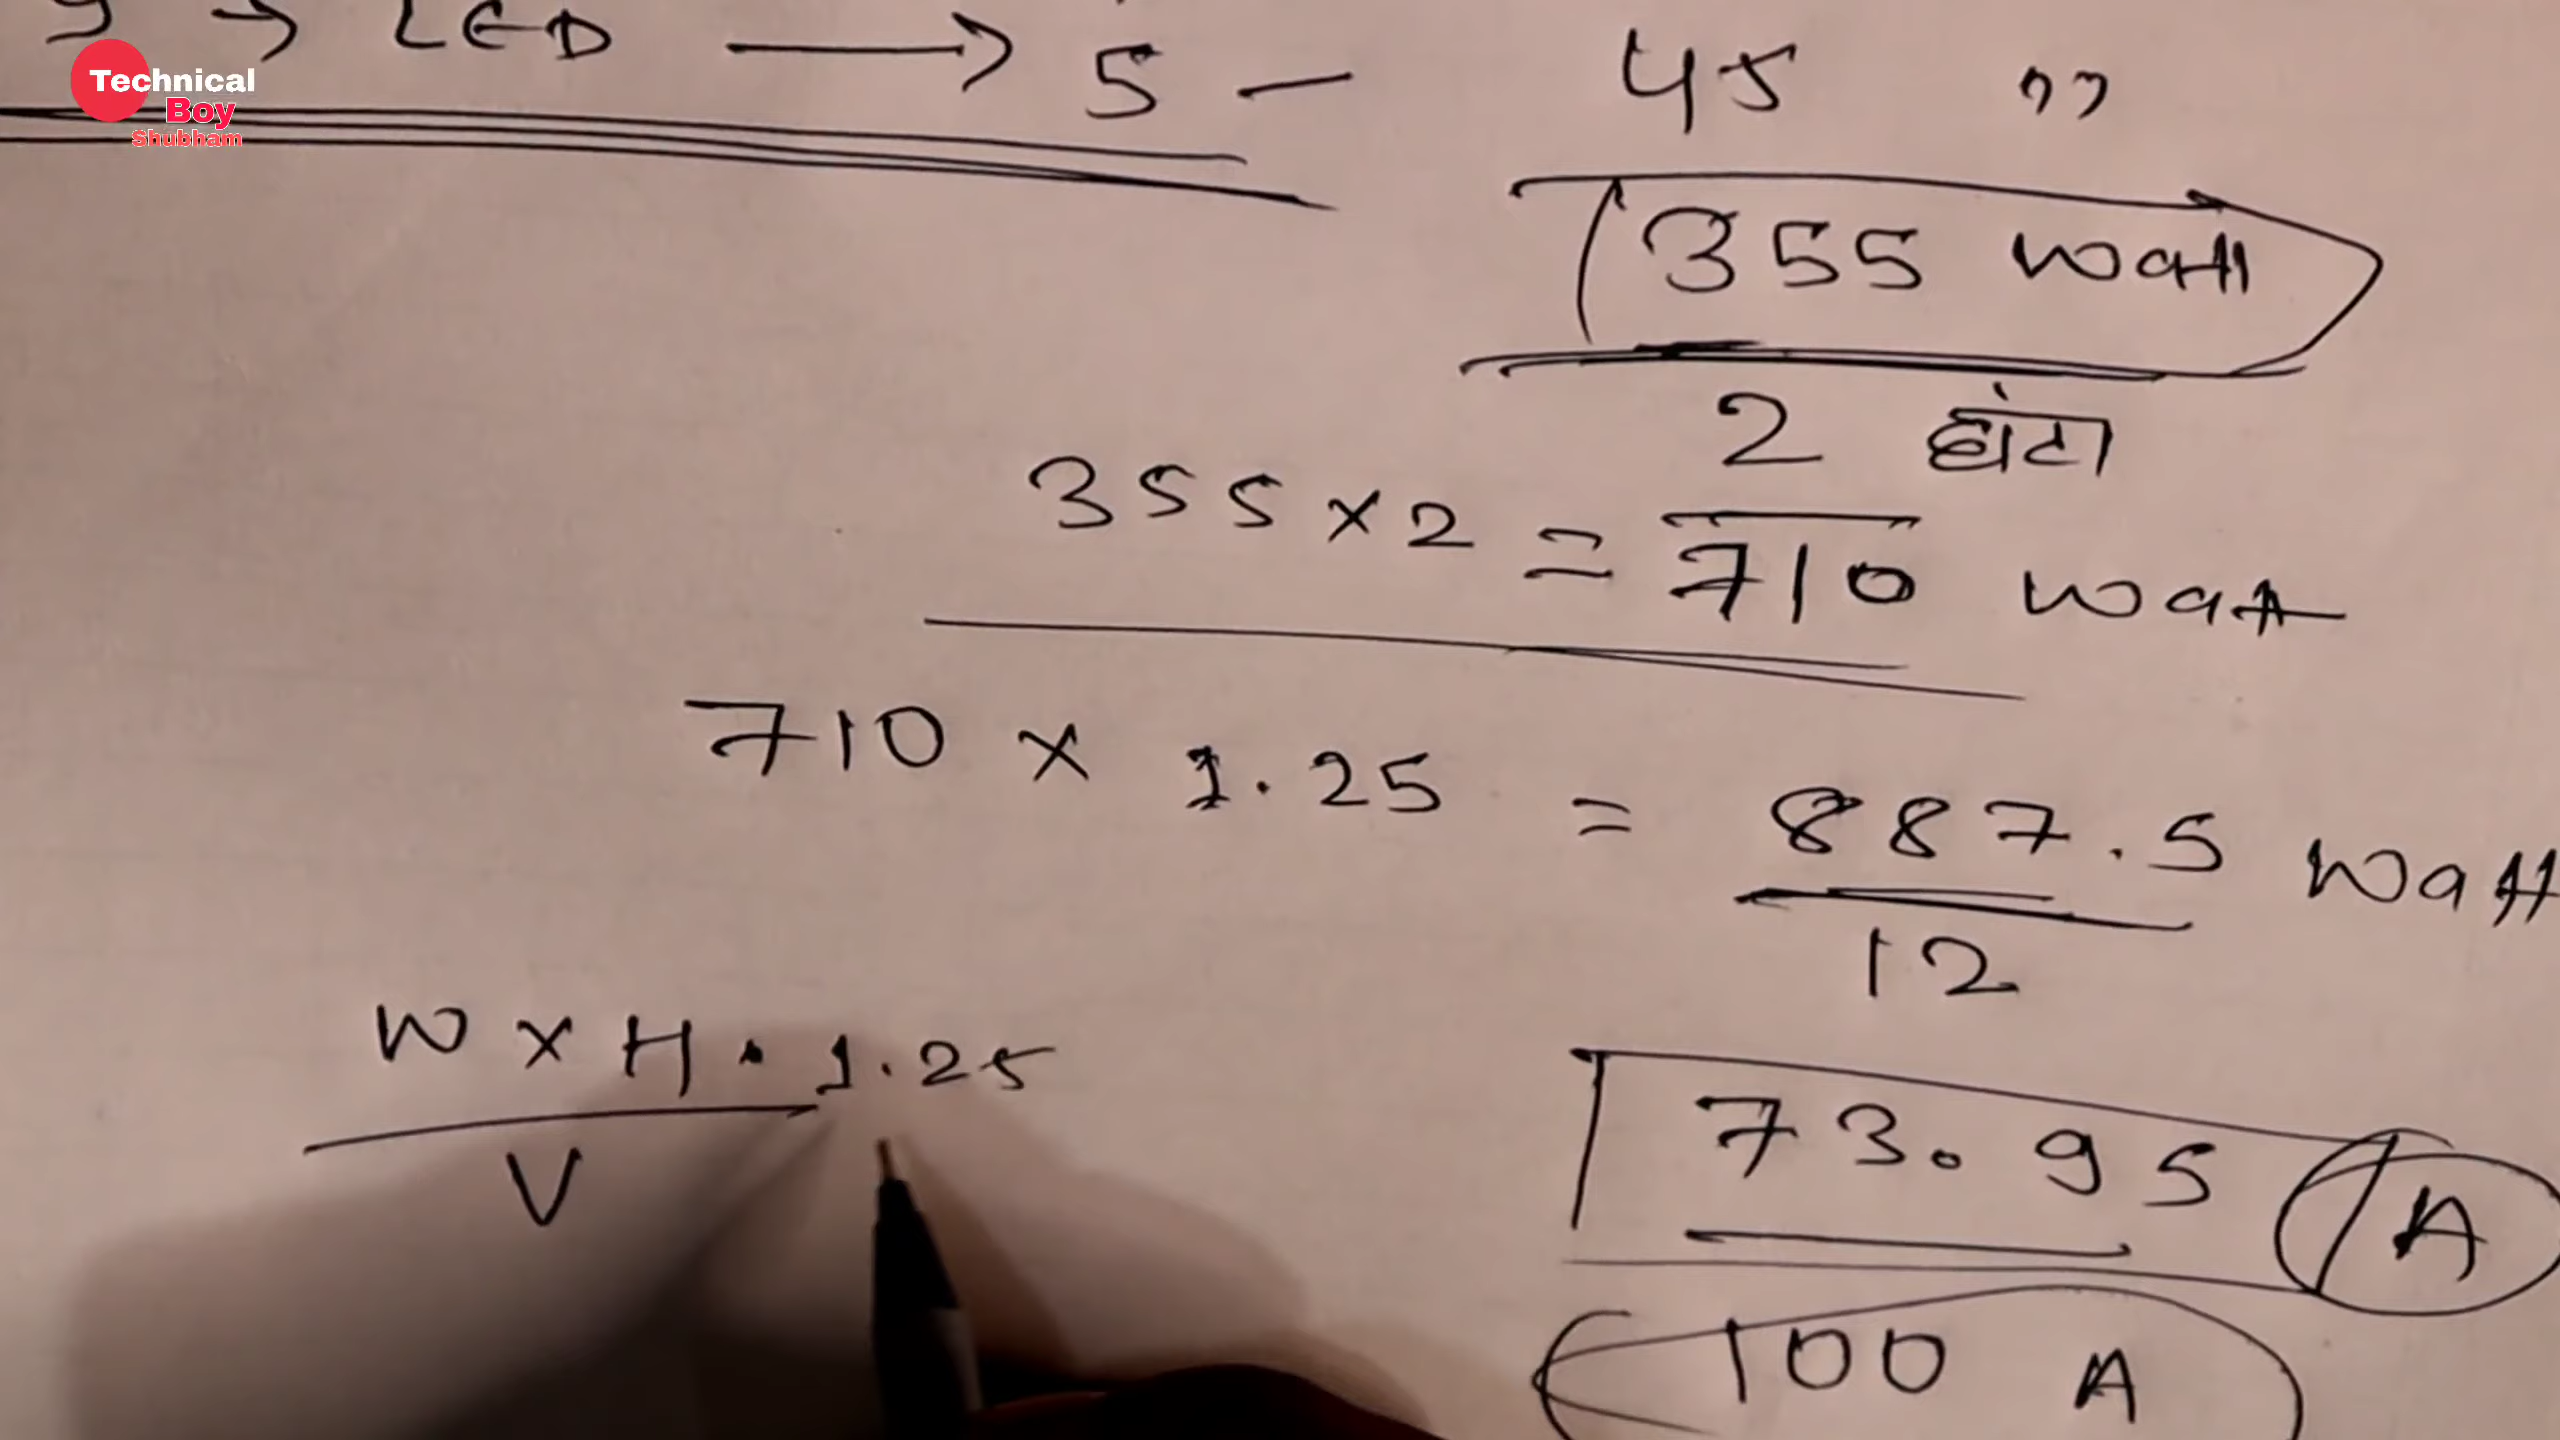 → LED → 5 — 45 ,,
Technical
Boy
Shubham
355 Watt
2 घंटा
355 × 2 = 710 Watt
710 × 1.25 = 887.5 Watt
12
W × H · 1.25
V
73.95 A
100 A